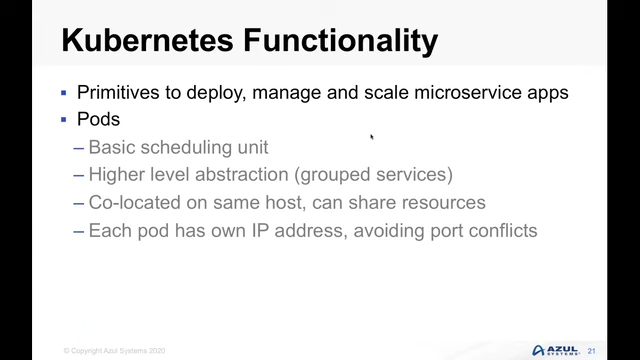 Kubernetes Functionality
▪ Primitives to deploy, manage and scale microservice apps
▪ Pods
– Basic scheduling unit
– Higher level abstraction (grouped services)
– Co-located on same host, can share resources
– Each pod has own IP address, avoiding port conflicts
© Copyright Azul Systems 2020
AZUL
SYSTEMS
21